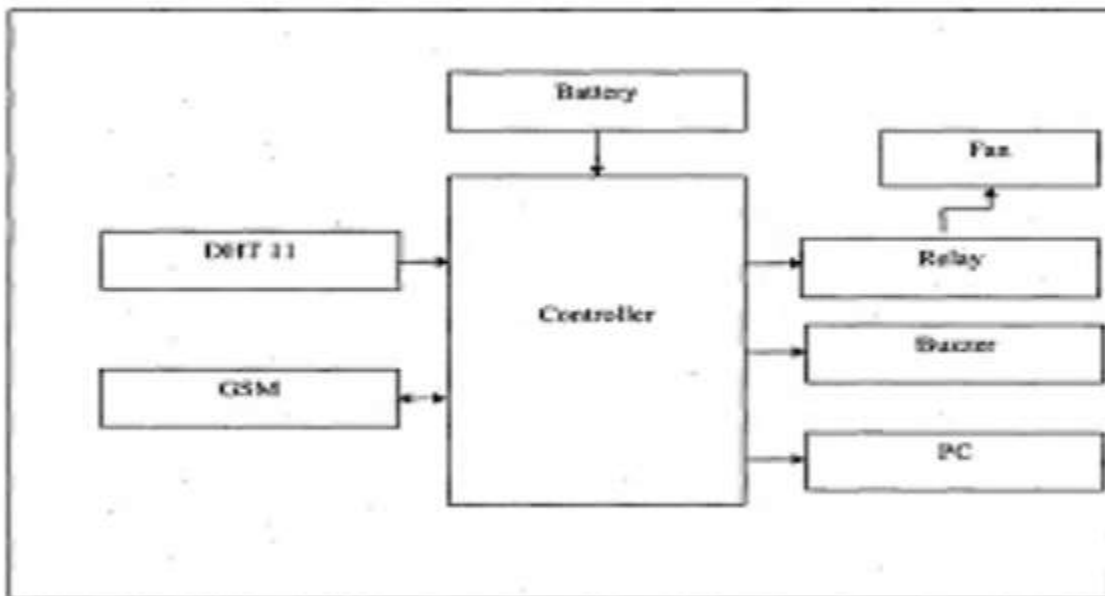 Battery
Fan
DHT 11
Relay
Controller
Buzzer
GSM
PC